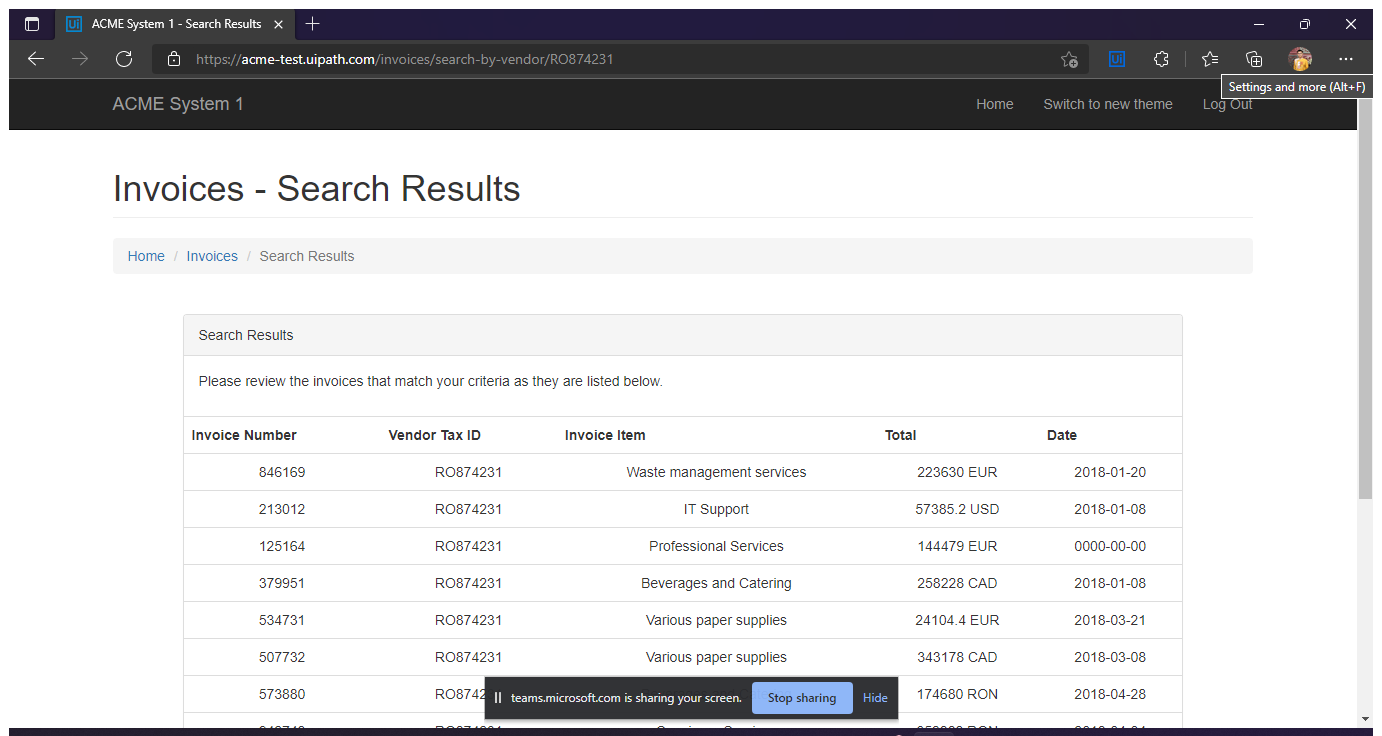 ACME System 1 - Search Results
https://acme-test.uipath.com/invoices/search-by-vendor/RO874231
Settings and more (Alt+F)
ACME System 1 Home Switch to new theme Log Out
Invoices - Search Results
Home / Invoices / Search Results
Search Results
Please review the invoices that match your criteria as they are listed below.
Invoice Number Vendor Tax ID Invoice Item Total Date
846169 RO874231 Waste management services 223630 EUR 2018-01-20
213012 RO874231 IT Support 57385.2 USD 2018-01-08
125164 RO874231 Professional Services 144479 EUR 0000-00-00
379951 RO874231 Beverages and Catering 258228 CAD 2018-01-08
534731 RO874231 Various paper supplies 24104.4 EUR 2018-03-21
507732 RO874231 Various paper supplies 343178 CAD 2018-03-08
573880 RO8742 174680 RON 2018-04-28
teams.microsoft.com is sharing your screen. Stop sharing Hide